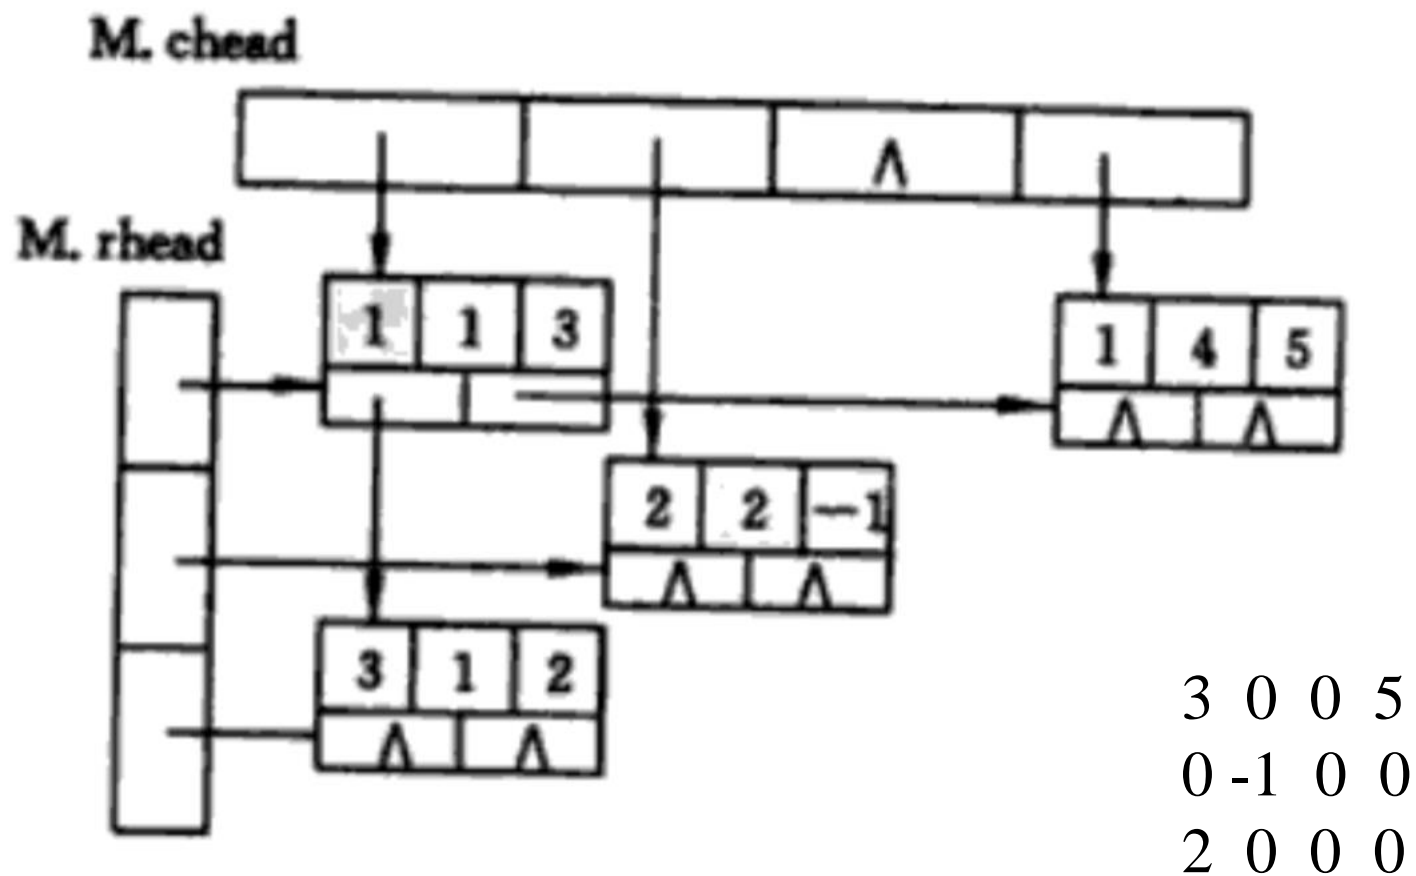 M. chead
∧
M. rhead
1 1 3
1 4 5
∧ ∧
2 2 —1
∧ ∧
3 1 2
∧ ∧
3 0 0 5
0 -1 0 0
2 0 0 0